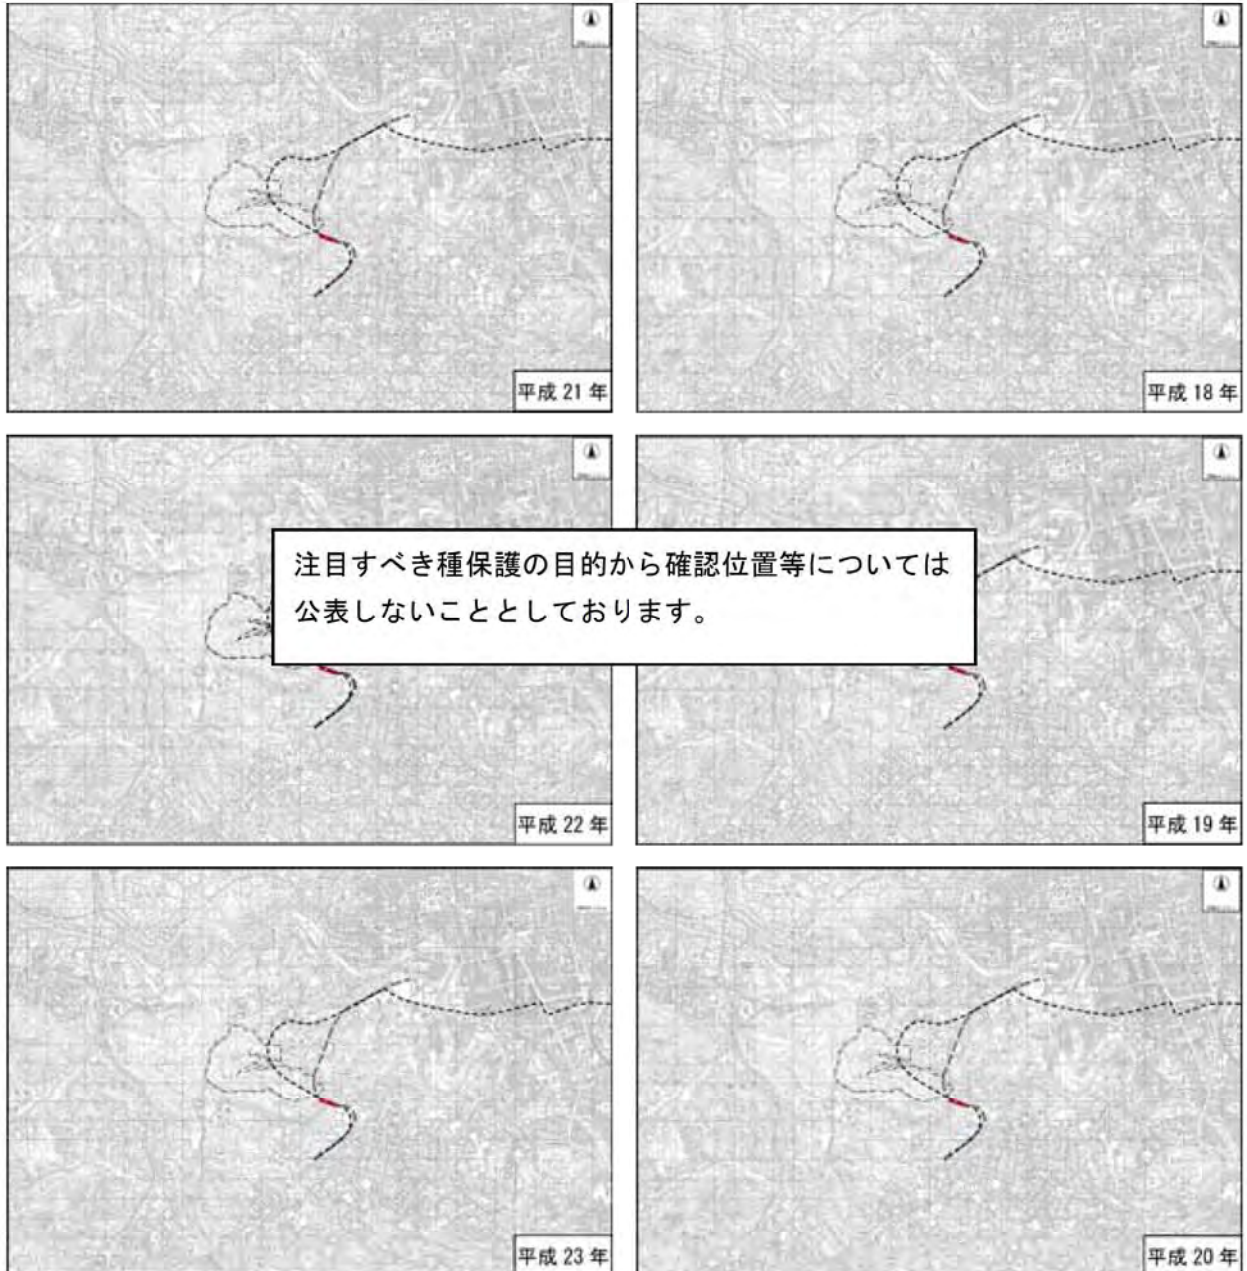 平成 21 年
平成 18 年
注目すべき種保護の目的から確認位置等については
公表しないこととしております。
平成 22 年
平成 19 年
平成 23 年
平成 20 年